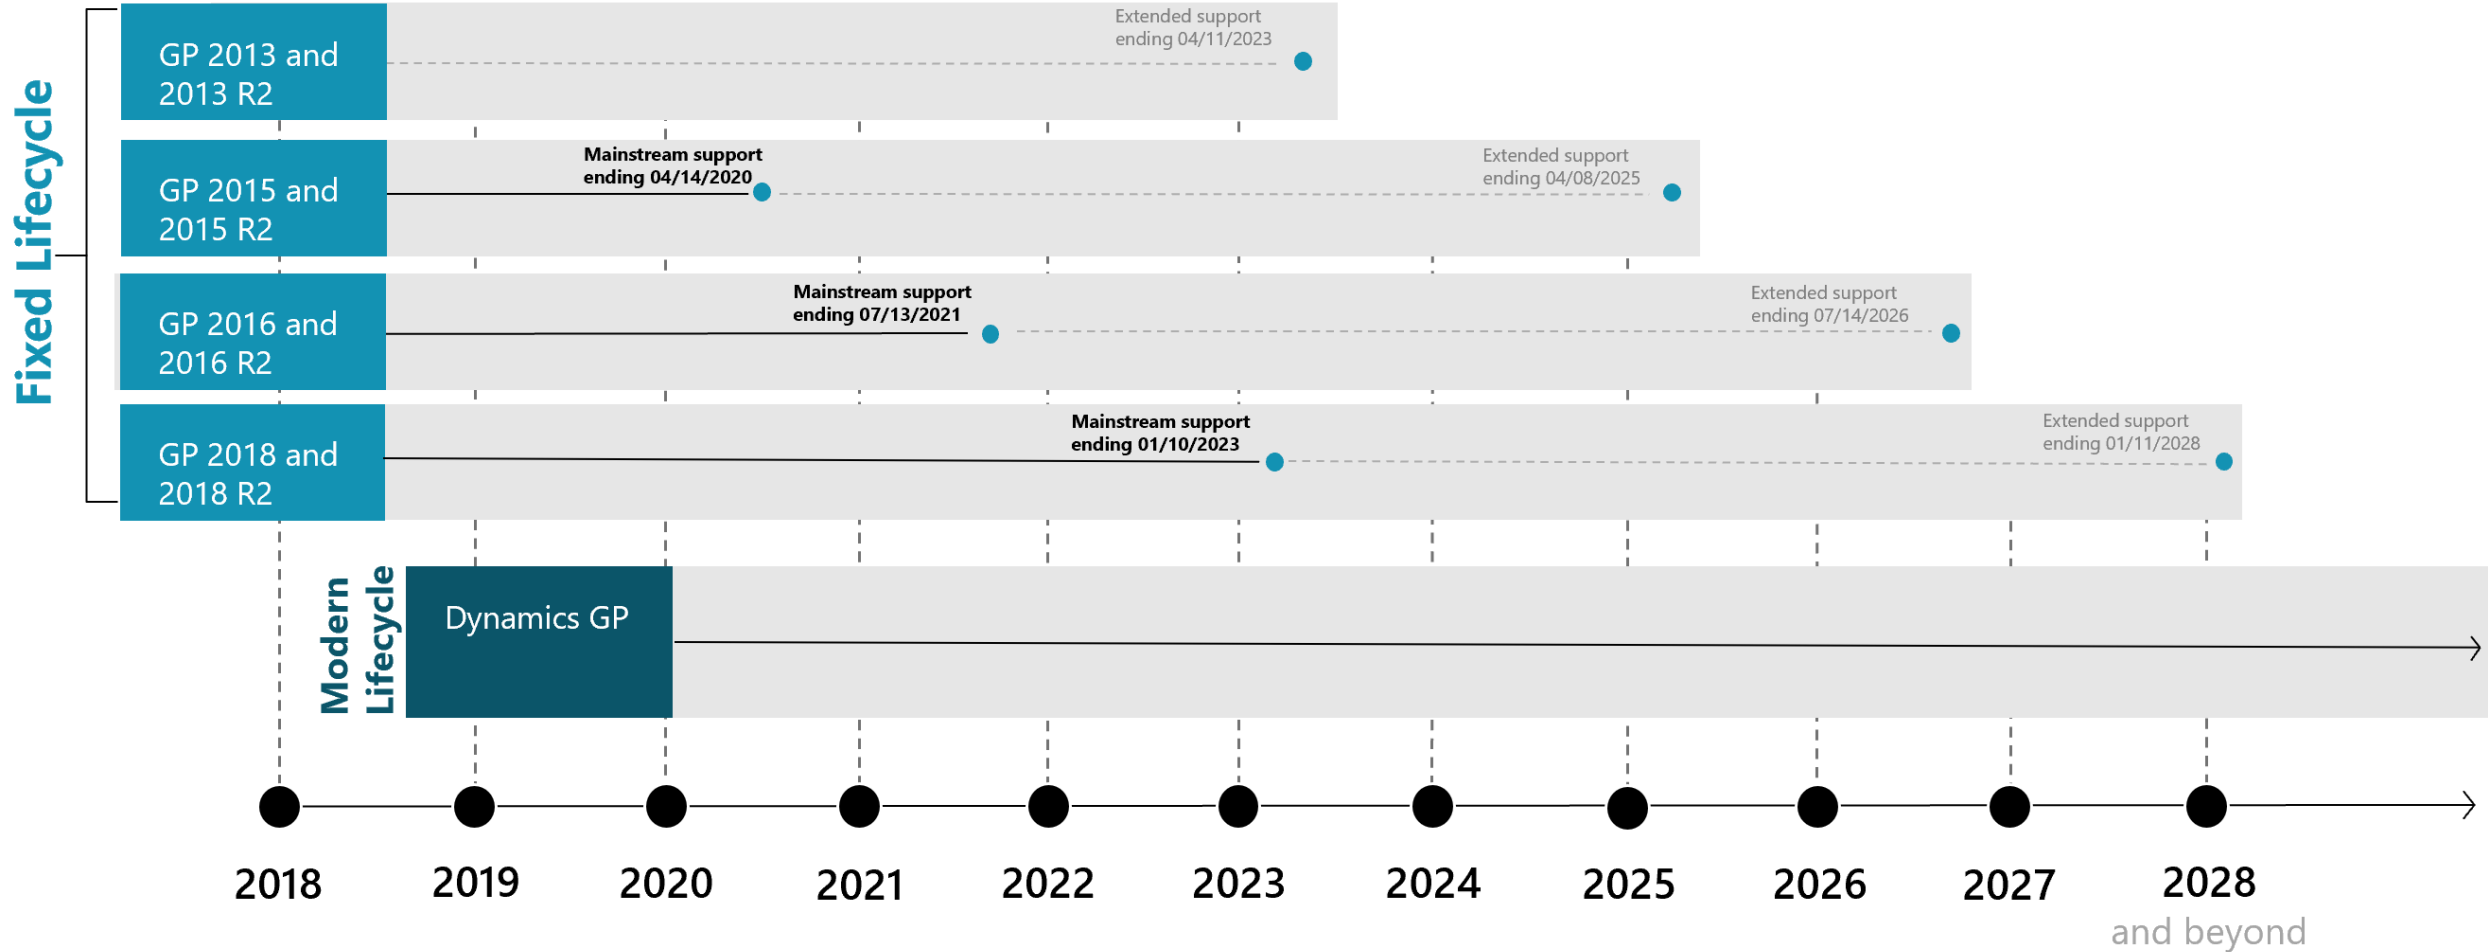 Fixed Lifecycle
GP 2013 and
2013 R2
Extended support
ending 04/11/2023
GP 2015 and
2015 R2
Mainstream support
ending 04/14/2020
Extended support
ending 04/08/2025
GP 2016 and
2016 R2
Mainstream support
ending 07/13/2021
Extended support
ending 07/14/2026
GP 2018 and
2018 R2
Mainstream support
ending 01/10/2023
Extended support
ending 01/11/2028
Modern
Lifecycle
Dynamics GP
2018
2019
2020
2021
2022
2023
2024
2025
2026
2027
2028
and beyond